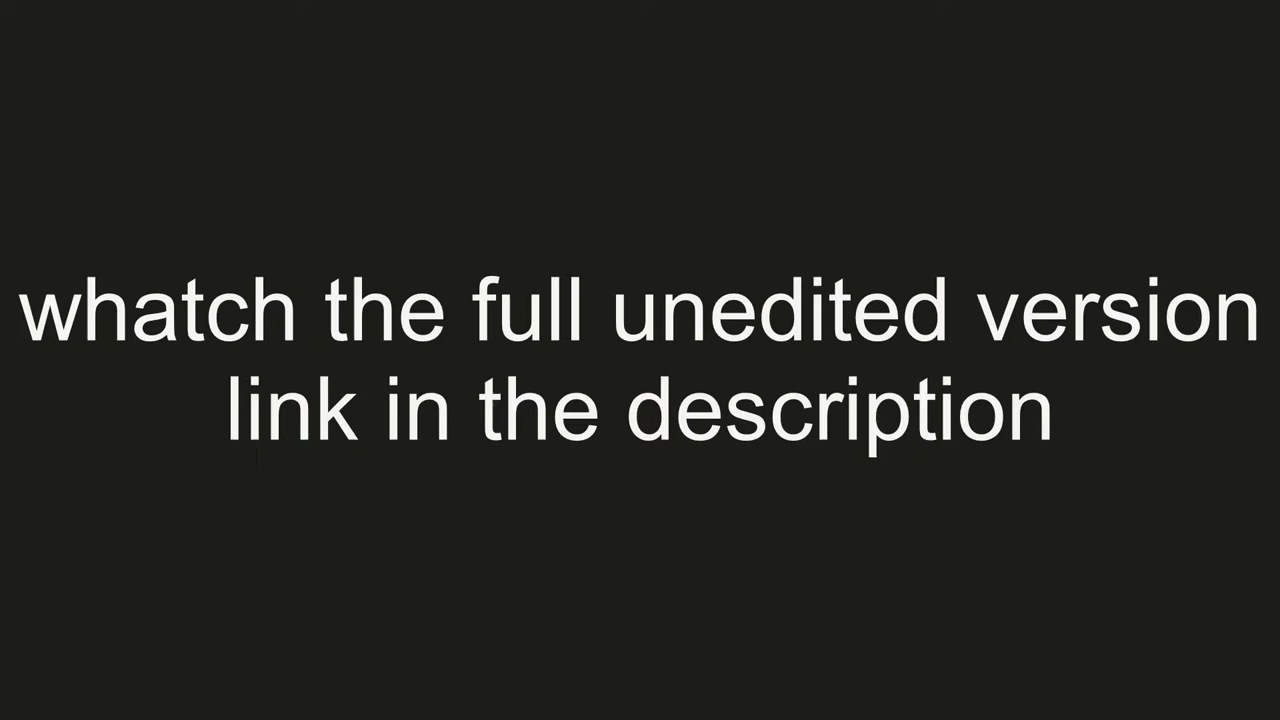 whatch the full unedited version
link in the description